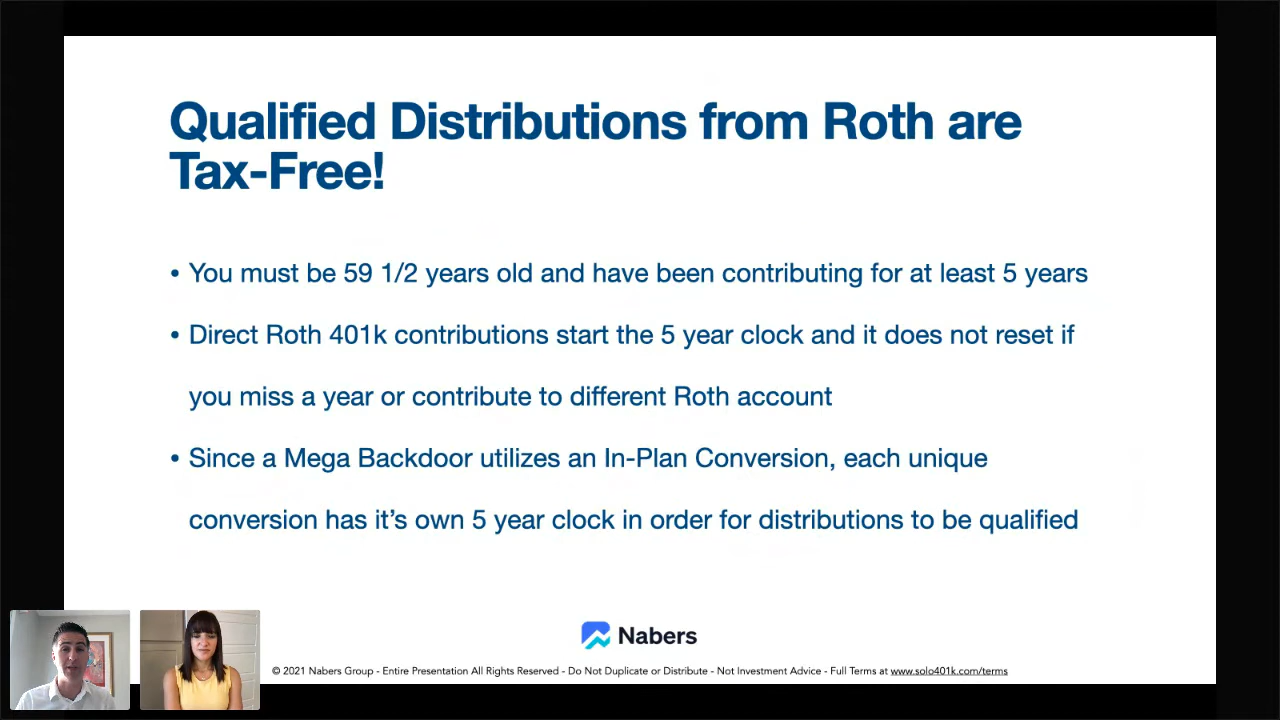 Qualified Distributions from Roth are
Tax-Free!
• You must be 59 1/2 years old and have been contributing for at least 5 years
• Direct Roth 401k contributions start the 5 year clock and it does not reset if
you miss a year or contribute to different Roth account
• Since a Mega Backdoor utilizes an In-Plan Conversion, each unique
conversion has it’s own 5 year clock in order for distributions to be qualified
Nabers
© 2021 Nabers Group - Entire Presentation All Rights Reserved - Do Not Duplicate or Distribute - Not Investment Advice - Full Terms at www.solo401k.com/terms